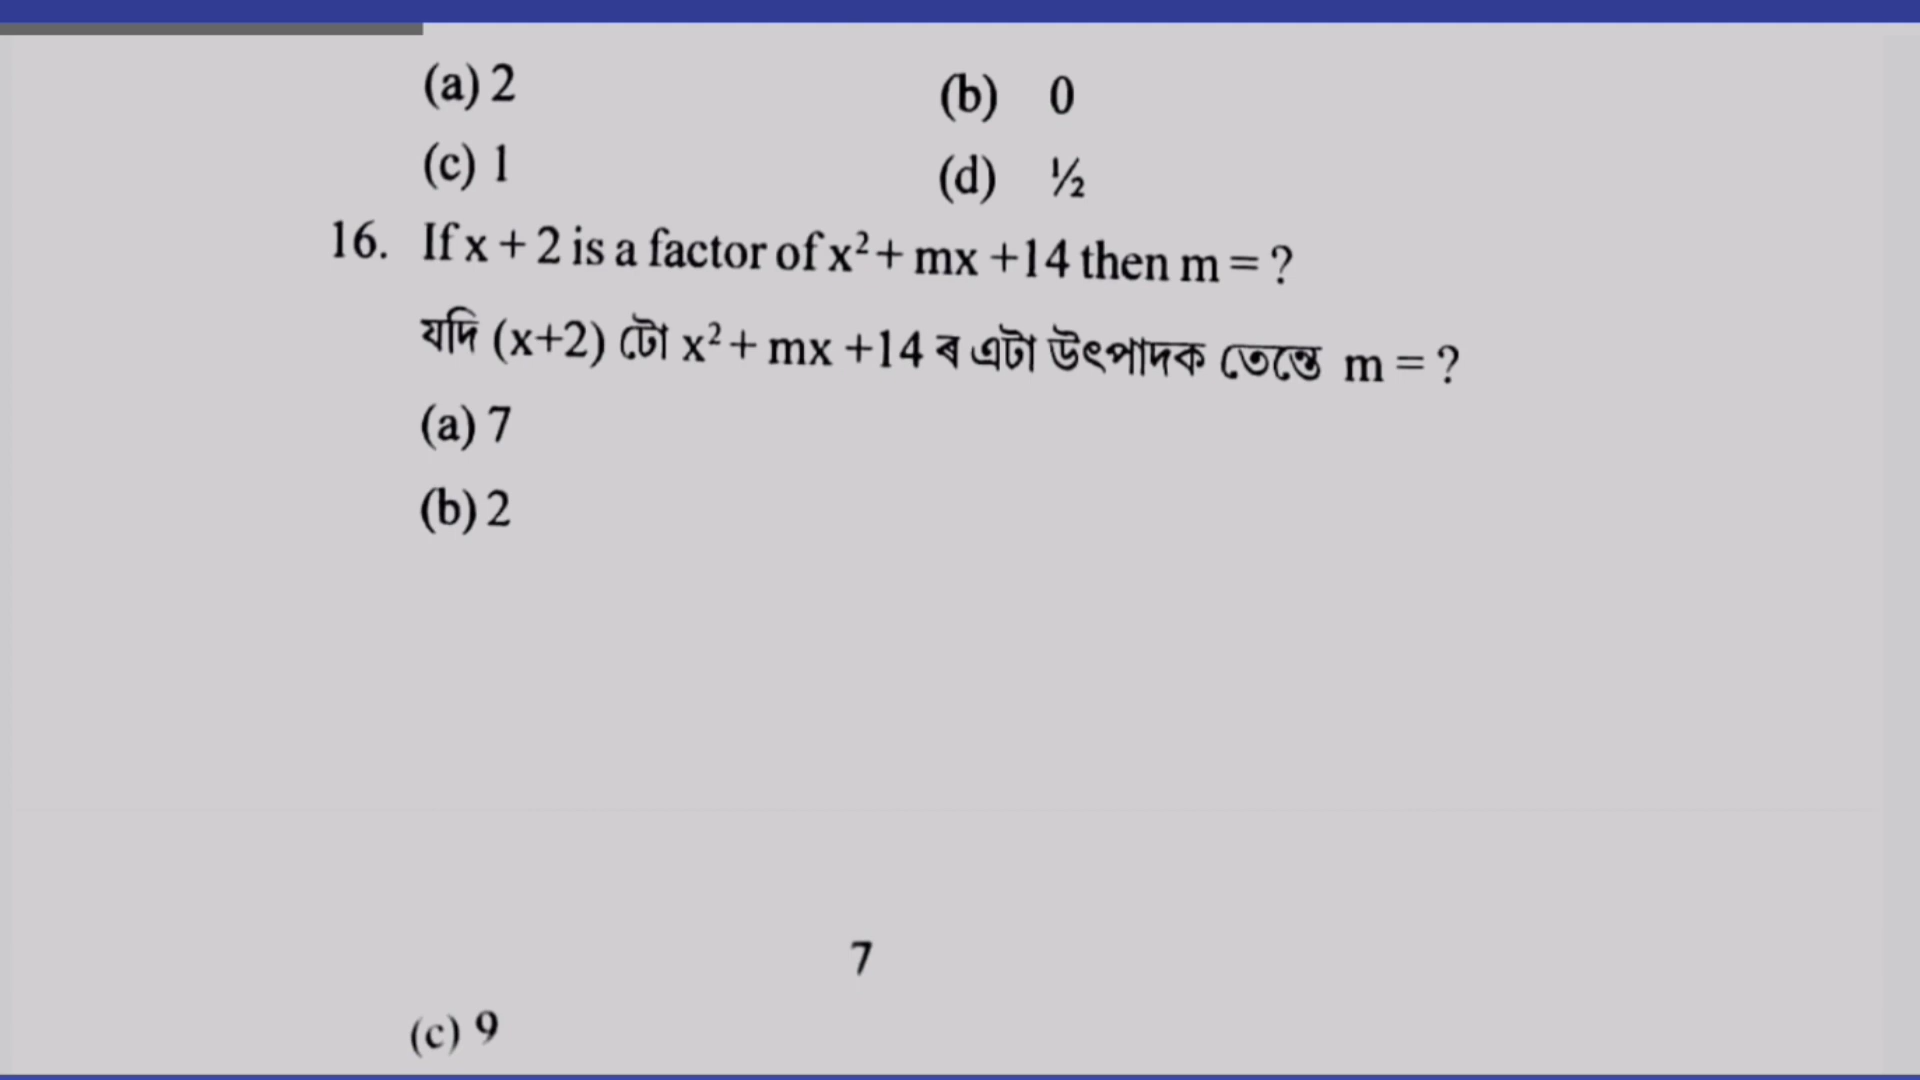 (a) 2 (b) 0
(c) 1 (d) ½
16. If x + 2 is a factor of x² + mx +14 then m = ?
যদি (x+2) টো x² + mx +14 ৰ এটা উৎপাদক তেন্তে m = ?
(a) 7
(b) 2
7
(c) 9